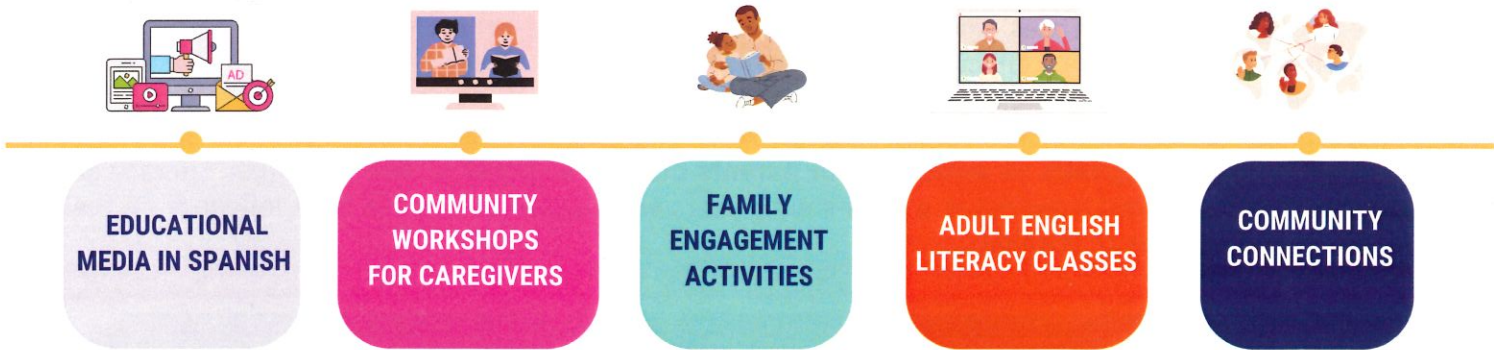 AD
EDUCATIONAL
MEDIA IN SPANISH
COMMUNITY
WORKSHOPS
FOR CAREGIVERS
FAMILY
ENGAGEMENT
ACTIVITIES
ADULT ENGLISH
LITERACY CLASSES
COMMUNITY
CONNECTIONS